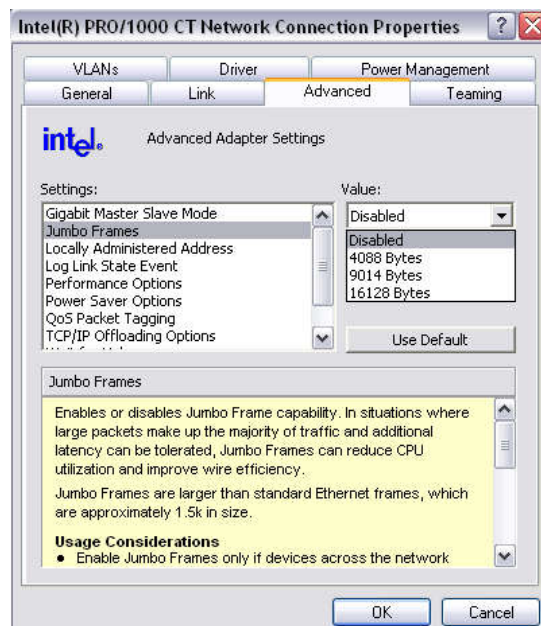 Intel(R) PRO/1000 CT Network Connection Properties
VLANs Driver Power Management
General Link Advanced Teaming
intel® Advanced Adapter Settings
Settings: Value:
Gigabit Master Slave Mode
Disabled
Jumbo Frames
Locally Administered Address
Log Link State Event
Performance Options
Power Saver Options
QoS Packet Tagging
TCP/IP Offloading Options
Disabled
4088 Bytes
9014 Bytes
16128 Bytes
Use Default
Jumbo Frames
Enables or disables Jumbo Frame capability. In situations where
large packets make up the majority of traffic and additional
latency can be tolerated, Jumbo Frames can reduce CPU
utilization and improve wire efficiency.
Jumbo Frames are larger than standard Ethernet frames, which
are approximately 1.5k in size.
Usage Considerations
• Enable Jumbo Frames only if devices across the network
OK Cancel